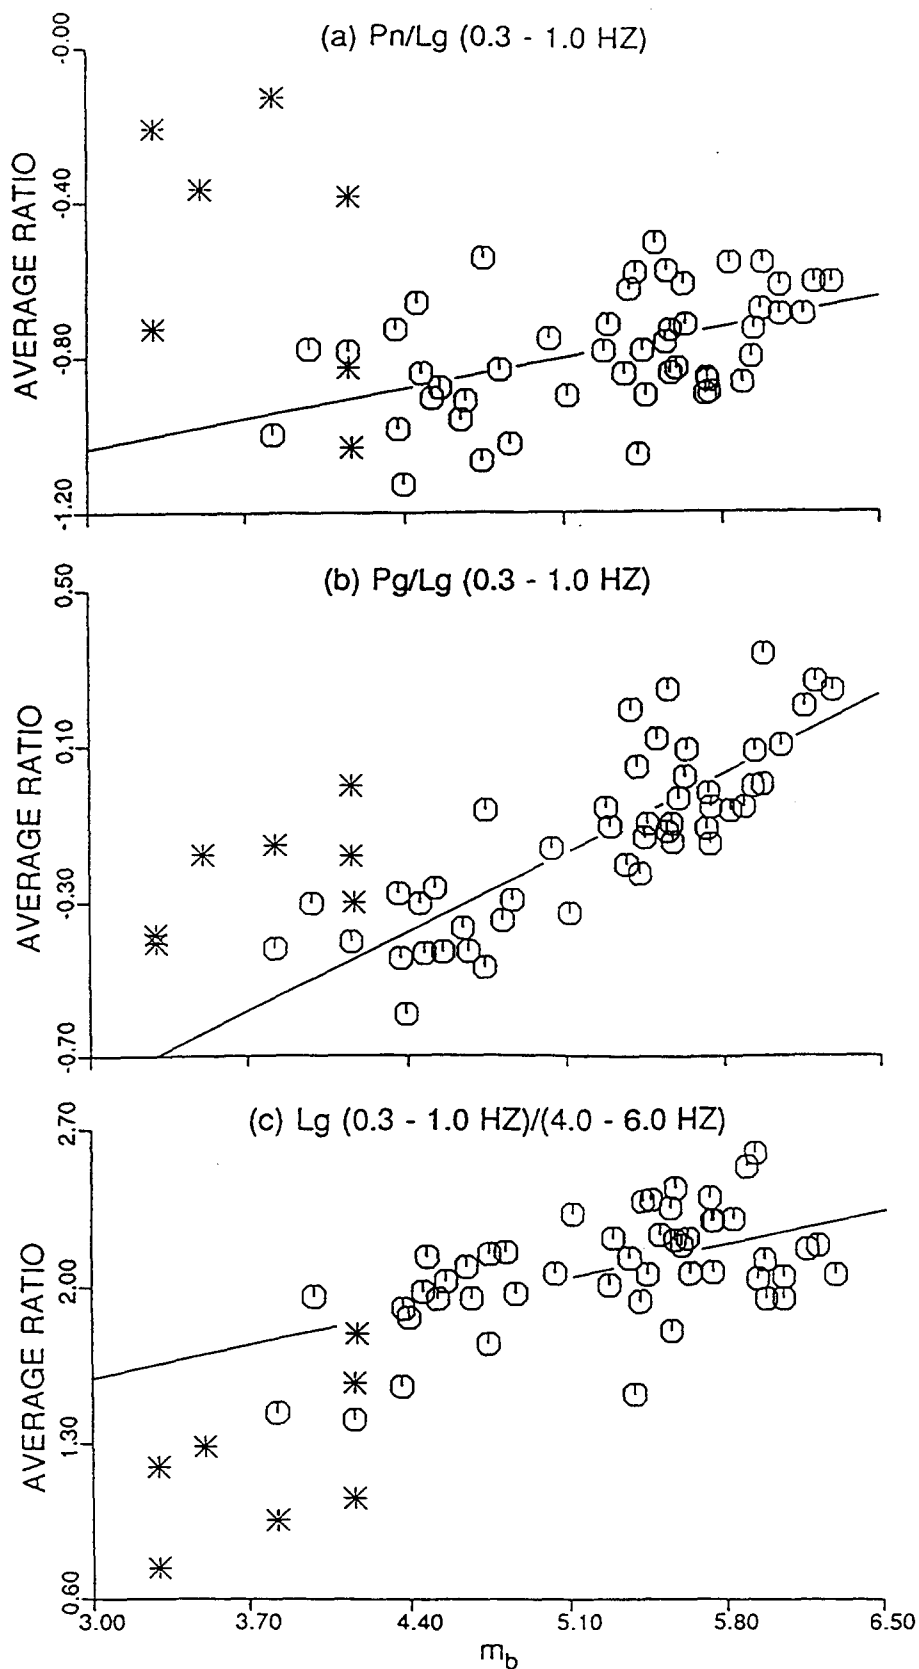 (a) Pn/Lg (0.3 - 1.0 HZ)
AVERAGE RATIO
-0.00
-0.40
-0.80
-1.20
(b) Pg/Lg (0.3 - 1.0 HZ)
AVERAGE RATIO
0.50
0.10
-0.30
-0.70
(c) Lg (0.3 - 1.0 HZ)/(4.0 - 6.0 HZ)
AVERAGE RATIO
2.70
2.00
1.30
0.60
3.00 3.70 4.40 5.10 5.80 6.50
mb